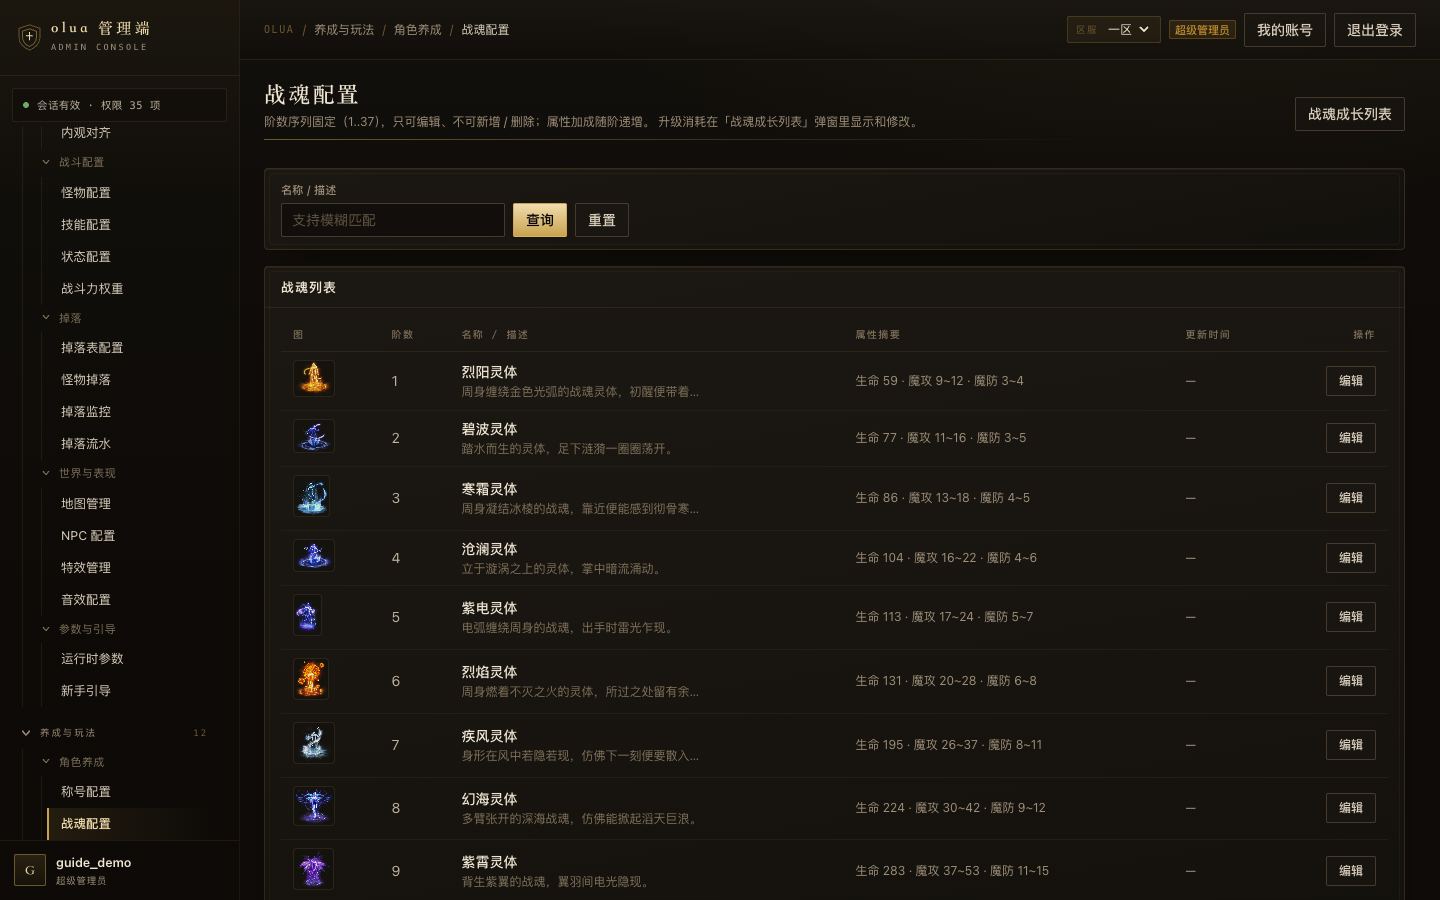 olua 管理端
ADMIN CONSOLE
会话有效 · 权限 35 项
内观对齐
战斗配置
怪物配置
技能配置
状态配置
战斗力权重
掉落
掉落表配置
怪物掉落
掉落监控
掉落流水
世界与表现
地图管理
NPC 配置
特效管理
音效配置
参数与引导
运行时参数
新手引导
养成与玩法 12
角色养成
称号配置
战魂配置
G guide_demo
超级管理员
OLUA / 养成与玩法 / 角色养成 / 战魂配置
区服 一区 超级管理员 我的账号 退出登录
战魂配置
阶数序列固定（1..37），只可编辑、不可新增 / 删除；属性加成随阶递增。 升级消耗在「战魂成长列表」弹窗里显示和修改。
战魂成长列表
名称 / 描述
支持模糊匹配 查询 重置
战魂列表
图 阶数 名称 / 描述 属性摘要 更新时间 操作
1 烈阳灵体 生命 59 · 魔攻 9~12 · 魔防 3~4 — 编辑
周身缠绕金色光弧的战魂灵体，初醒便带着...
2 碧波灵体 生命 77 · 魔攻 11~16 · 魔防 3~5 — 编辑
踏水而生的灵体，足下涟漪一圈圈荡开。
3 寒霜灵体 生命 86 · 魔攻 13~18 · 魔防 4~5 — 编辑
周身凝结冰棱的战魂，靠近便能感到彻骨寒...
4 沧澜灵体 生命 104 · 魔攻 16~22 · 魔防 4~6 — 编辑
立于漩涡之上的灵体，掌中暗流涌动。
5 紫电灵体 生命 113 · 魔攻 17~24 · 魔防 5~7 — 编辑
电弧缠绕周身的战魂，出手时雷光乍现。
6 烈焰灵体 生命 131 · 魔攻 20~28 · 魔防 6~8 — 编辑
周身燃着不灭之火的灵体，所过之处留有余...
7 疾风灵体 生命 195 · 魔攻 26~37 · 魔防 8~11 — 编辑
身形在风中若隐若现，仿佛下一刻便要散入...
8 幻海灵体 生命 224 · 魔攻 30~42 · 魔防 9~12 — 编辑
多臂张开的深海战魂，仿佛能掀起滔天巨浪。
9 紫霄灵体 生命 283 · 魔攻 37~53 · 魔防 11~15 — 编辑
背生紫翼的战魂，翼羽间电光隐现。